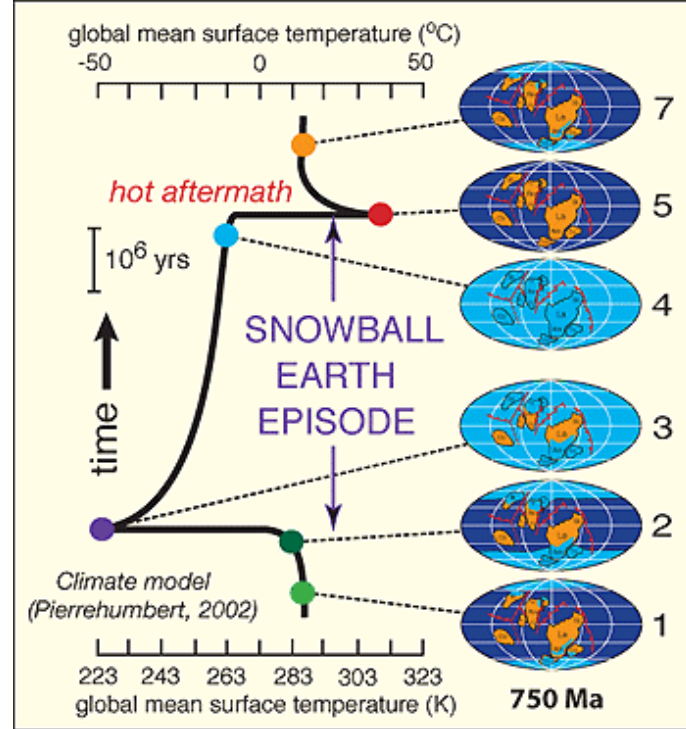 global mean surface temperature (⁰C)
-50 0 50
7
hot aftermath
5
10⁶ yrs
4
SNOWBALL
EARTH
EPISODE
time
3
2
Climate model
(Pierrehumbert, 2002)
1
223 243 263 283 303 323
global mean surface temperature (K)
750 Ma